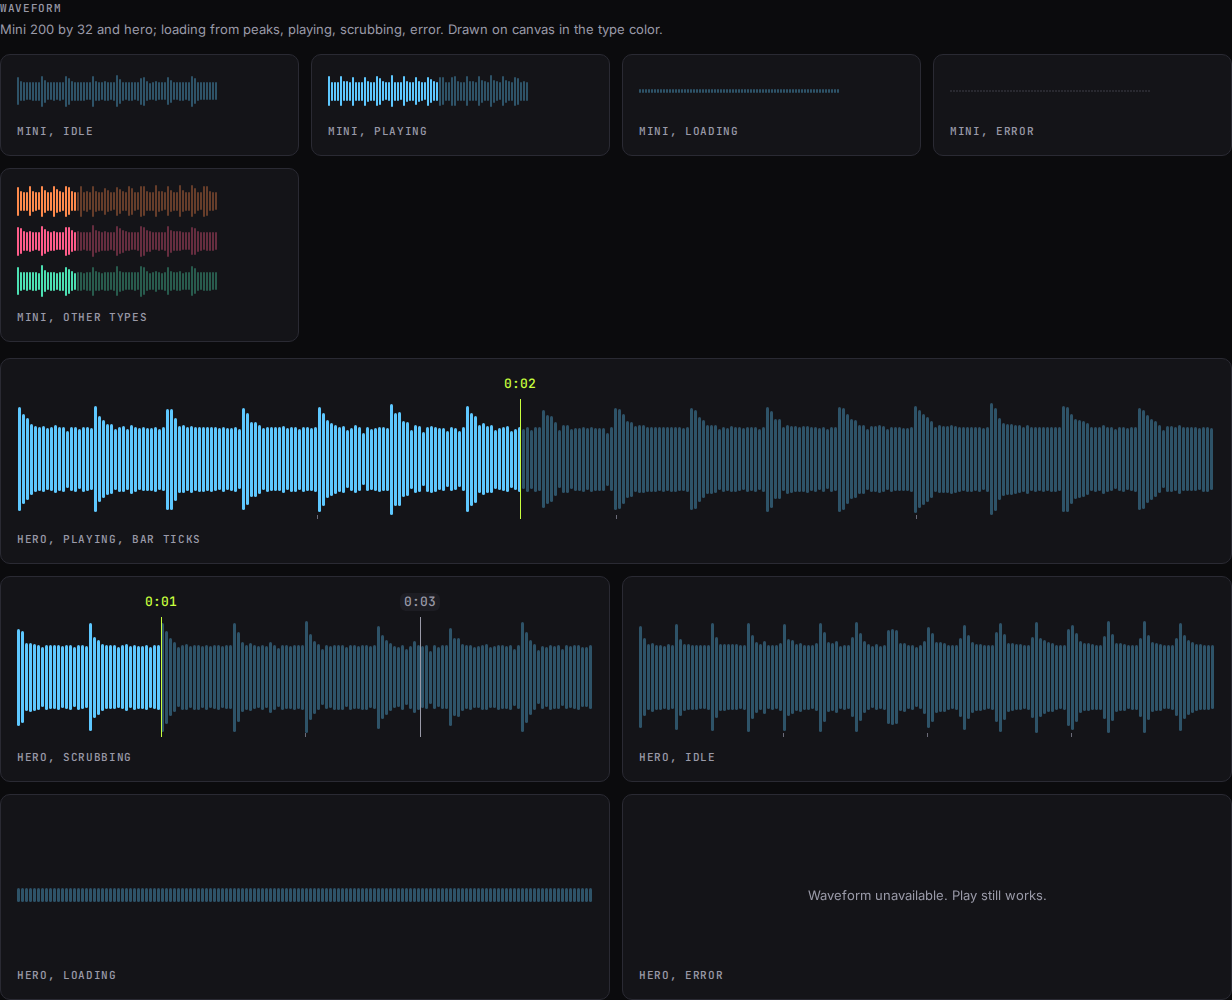 WAVEFORM
Mini 200 by 32 and hero; loading from peaks, playing, scrubbing, error. Drawn on canvas in the type color.
MINI, IDLE
MINI, PLAYING
MINI, LOADING
MINI, ERROR
MINI, OTHER TYPES
0:02
HERO, PLAYING, BAR TICKS
0:01
0:03
HERO, SCRUBBING
HERO, IDLE
Waveform unavailable. Play still works.
HERO, LOADING
HERO, ERROR